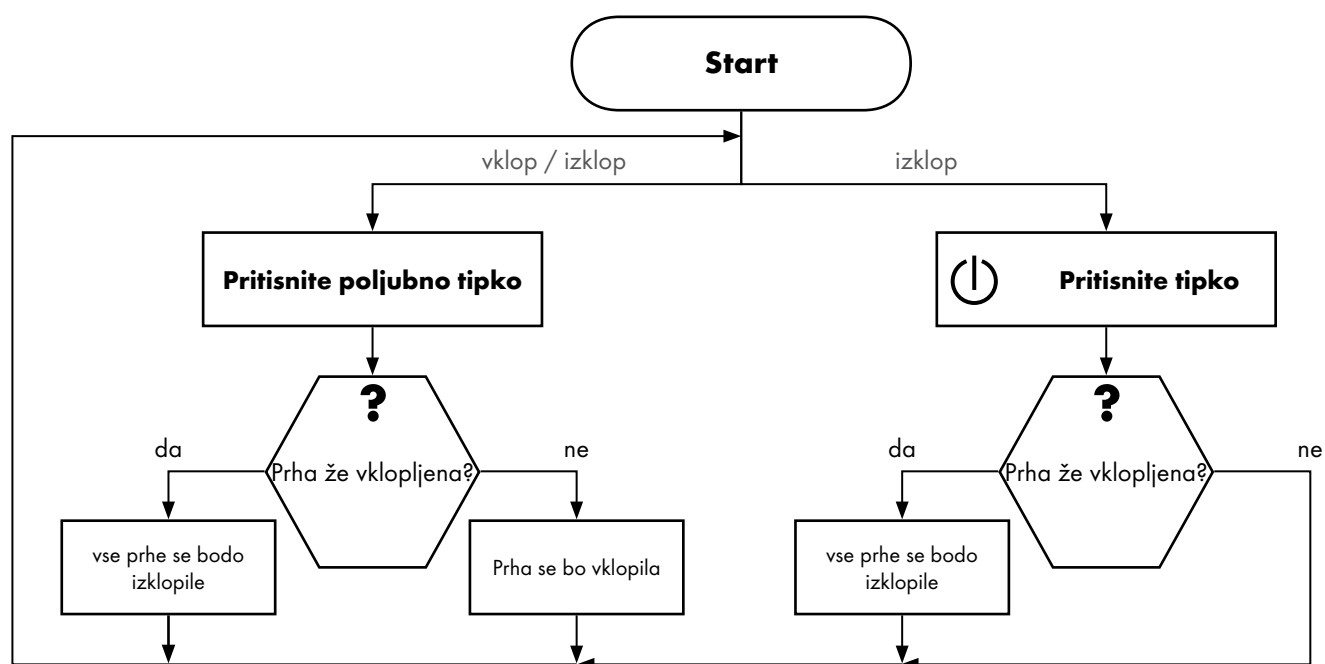 Start
vklop / izklop
izklop
Pritisnite poljubno tipko
Pritisnite tipko
?
?
da
ne
da
ne
Prha že vklopljena?
Prha že vklopljena?
vse prhe se bodo
izklopile
Prha se bo vklopila
vse prhe se bodo
izklopile